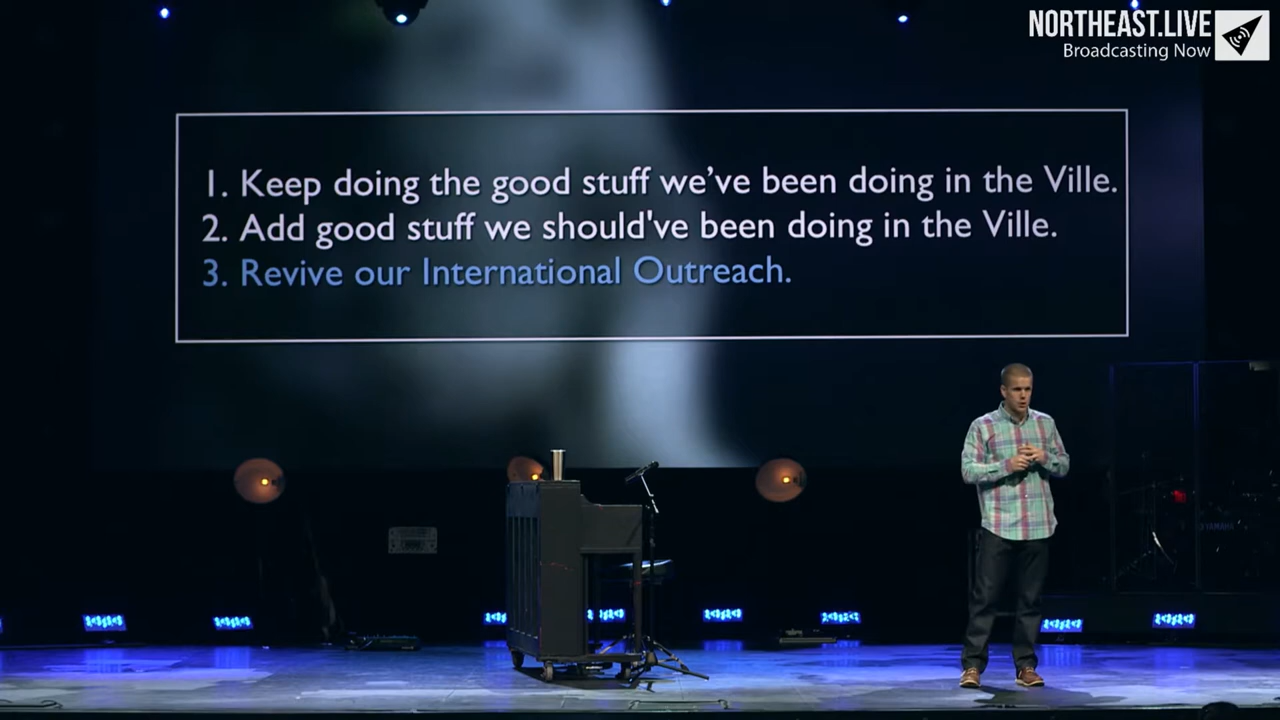 NORTHEAST.LIVE
Broadcasting Now
1. Keep doing the good stuff we’ve been doing in the Ville.
2. Add good stuff we should've been doing in the Ville.
3. Revive our International Outreach.
YAMAHA